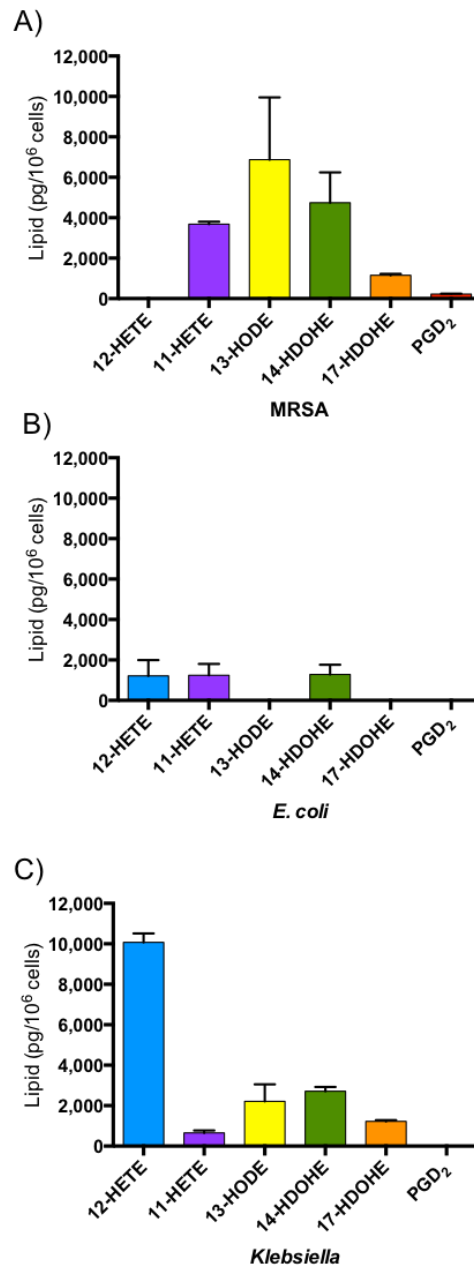 A)
Lipid (pg/10⁶ cells)
12,000
10,000
8,000
6,000
4,000
2,000
0
12-HETE
11-HETE
13-HODE
14-HDOHE
17-HDOHE
PGD₂
MRSA
B)
Lipid (pg/10⁶ cells)
12,000
10,000
8,000
6,000
4,000
2,000
0
12-HETE
11-HETE
13-HODE
14-HDOHE
17-HDOHE
PGD₂
E. coli
C)
Lipid (pg/10⁶ cells)
12,000
10,000
8,000
6,000
4,000
2,000
0
12-HETE
11-HETE
13-HODE
14-HDOHE
17-HDOHE
PGD₂
Klebsiella